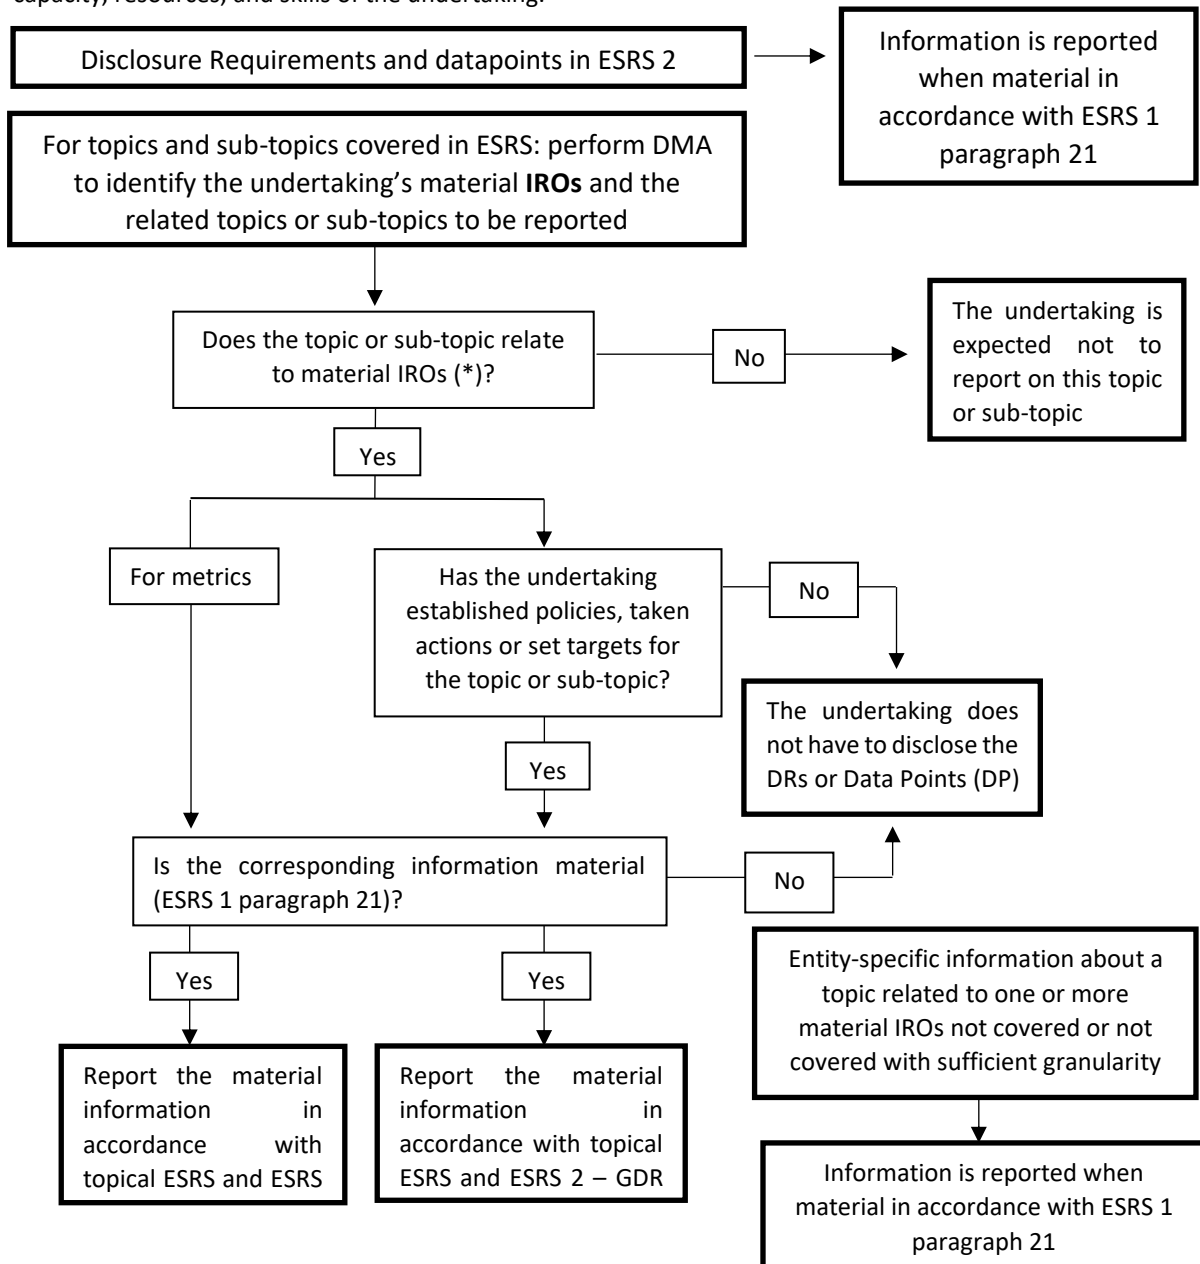 capacity, resources, and skills of the undertaking.
Disclosure Requirements and datapoints in ESRS 2
Information is reported
when material in
accordance with ESRS 1
paragraph 21
For topics and sub-topics covered in ESRS: perform DMA
to identify the undertaking’s material IROs and the
related topics or sub-topics to be reported
Does the topic or sub-topic relate
to material IROs (*)?
No
The undertaking is
expected not to
report on this topic
or sub-topic
Yes
For metrics
Has the undertaking
established policies, taken
actions or set targets for
the topic or sub-topic?
No
The undertaking does
not have to disclose the
DRs or Data Points (DP)
Yes
Is the corresponding information material
(ESRS 1 paragraph 21)?
No
Yes
Yes
Entity-specific information about a
topic related to one or more
material IROs not covered or not
covered with sufficient granularity
Report the material
information in
accordance with
topical ESRS and ESRS
Report the material
information in
accordance with topical
ESRS and ESRS 2 – GDR
Information is reported when
material in accordance with ESRS 1
paragraph 21